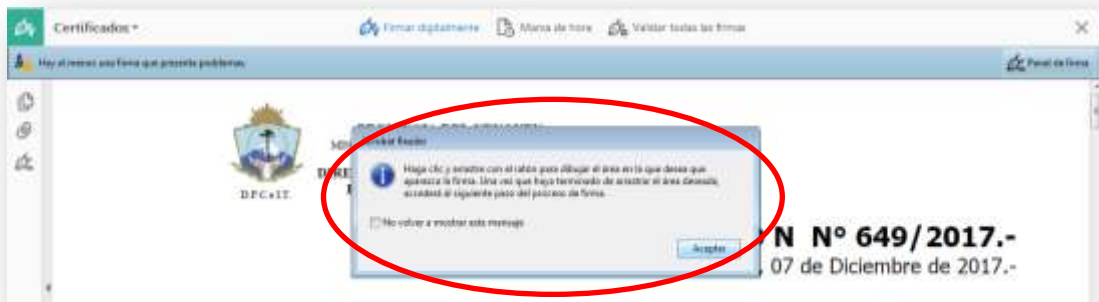 Certificados
Firmar digitalmente
Marca de hora
Validar todas las firmas
Hay al menos una firma que presenta problemas.
Panel de firma
DPCeIT
DIRE
Acrobat Reader
Haga clic y arrastre con el ratón para dibujar el área en la que desea que
aparezca la firma. Una vez que haya terminado de arrastrar el área deseada,
accederá al siguiente paso del proceso de firma.
No volver a mostrar este mensaje
Aceptar
N Nº 649/2017.-
, 07 de Diciembre de 2017.-